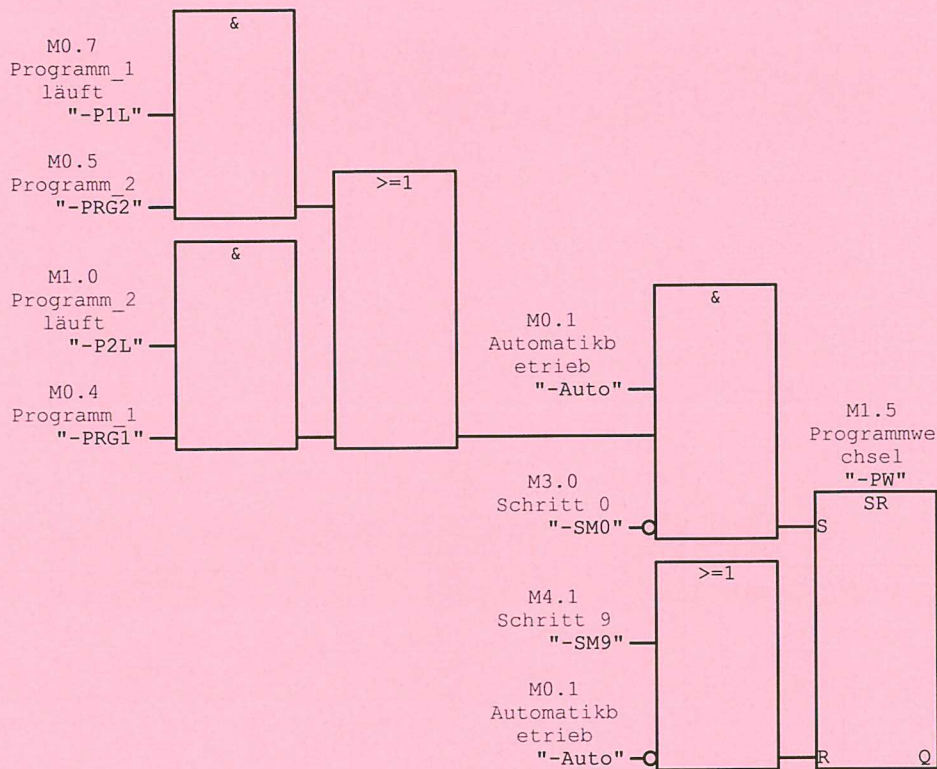 &
M0.7
Programm_1
läuft
"-P1L"
M0.5
Programm_2
"-PRG2"
>=1
&
M1.0
Programm_2
läuft
"-P2L"
M0.4
Programm_1
"-PRG1"
&
M0.1
Automatikb
etrieb
"-Auto"
M3.0
Schritt 0
"-SM0"
M1.5
Programmwe
chsel
"-PW"
SR
S
>=1
M4.1
Schritt 9
"-SM9"
M0.1
Automatikb
etrieb
"-Auto"
R Q